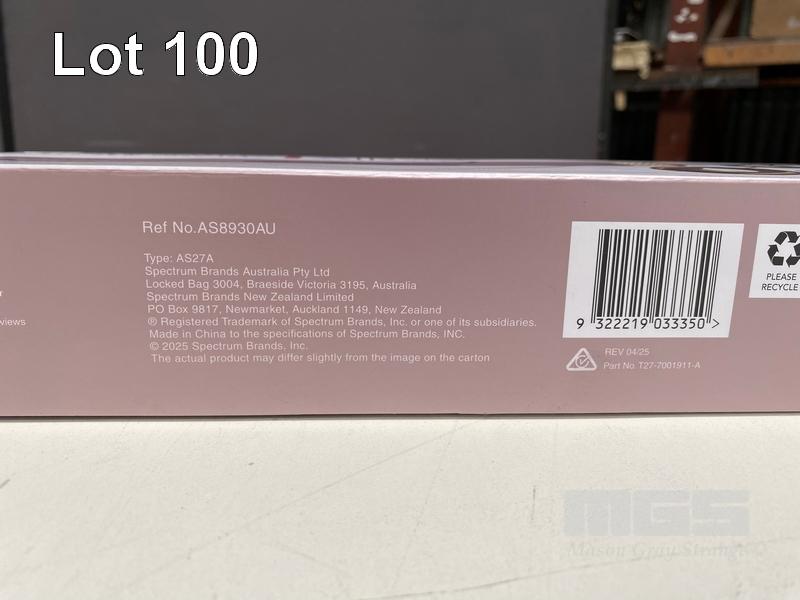 Lot 100
Ref No.AS8930AU
Type: AS27A
Spectrum Brands Australia Pty Ltd
Locked Bag 3004, Braeside Victoria 3195, Australia
Spectrum Brands New Zealand Limited
PO Box 9817, Newmarket, Auckland 1149, New Zealand
® Registered Trademark of Spectrum Brands, Inc. or one of its subsidiaries.
Made in China to the specifications of Spectrum Brands, INC.
© 2025 Spectrum Brands, Inc.
The actual product may differ slightly from the image on the carton
9 322219 033350 >
REV 04/25
Part No. T27-7001911-A
PLEASE
RECYCLE
MGS
Mason Gray Strange